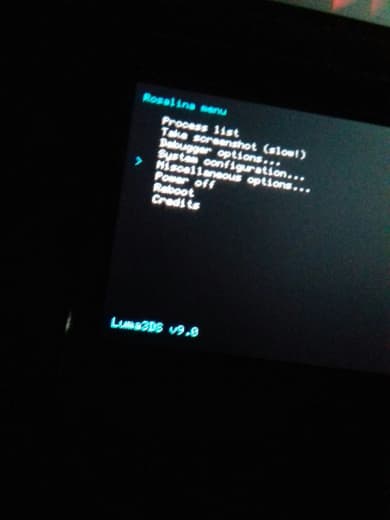 Rosalina menu
Process list
Take screenshot (slow!)
Debugger options...
> System configuration...
Miscellaneous options...
Power off
Reboot
Credits
Luma3DS v9.0